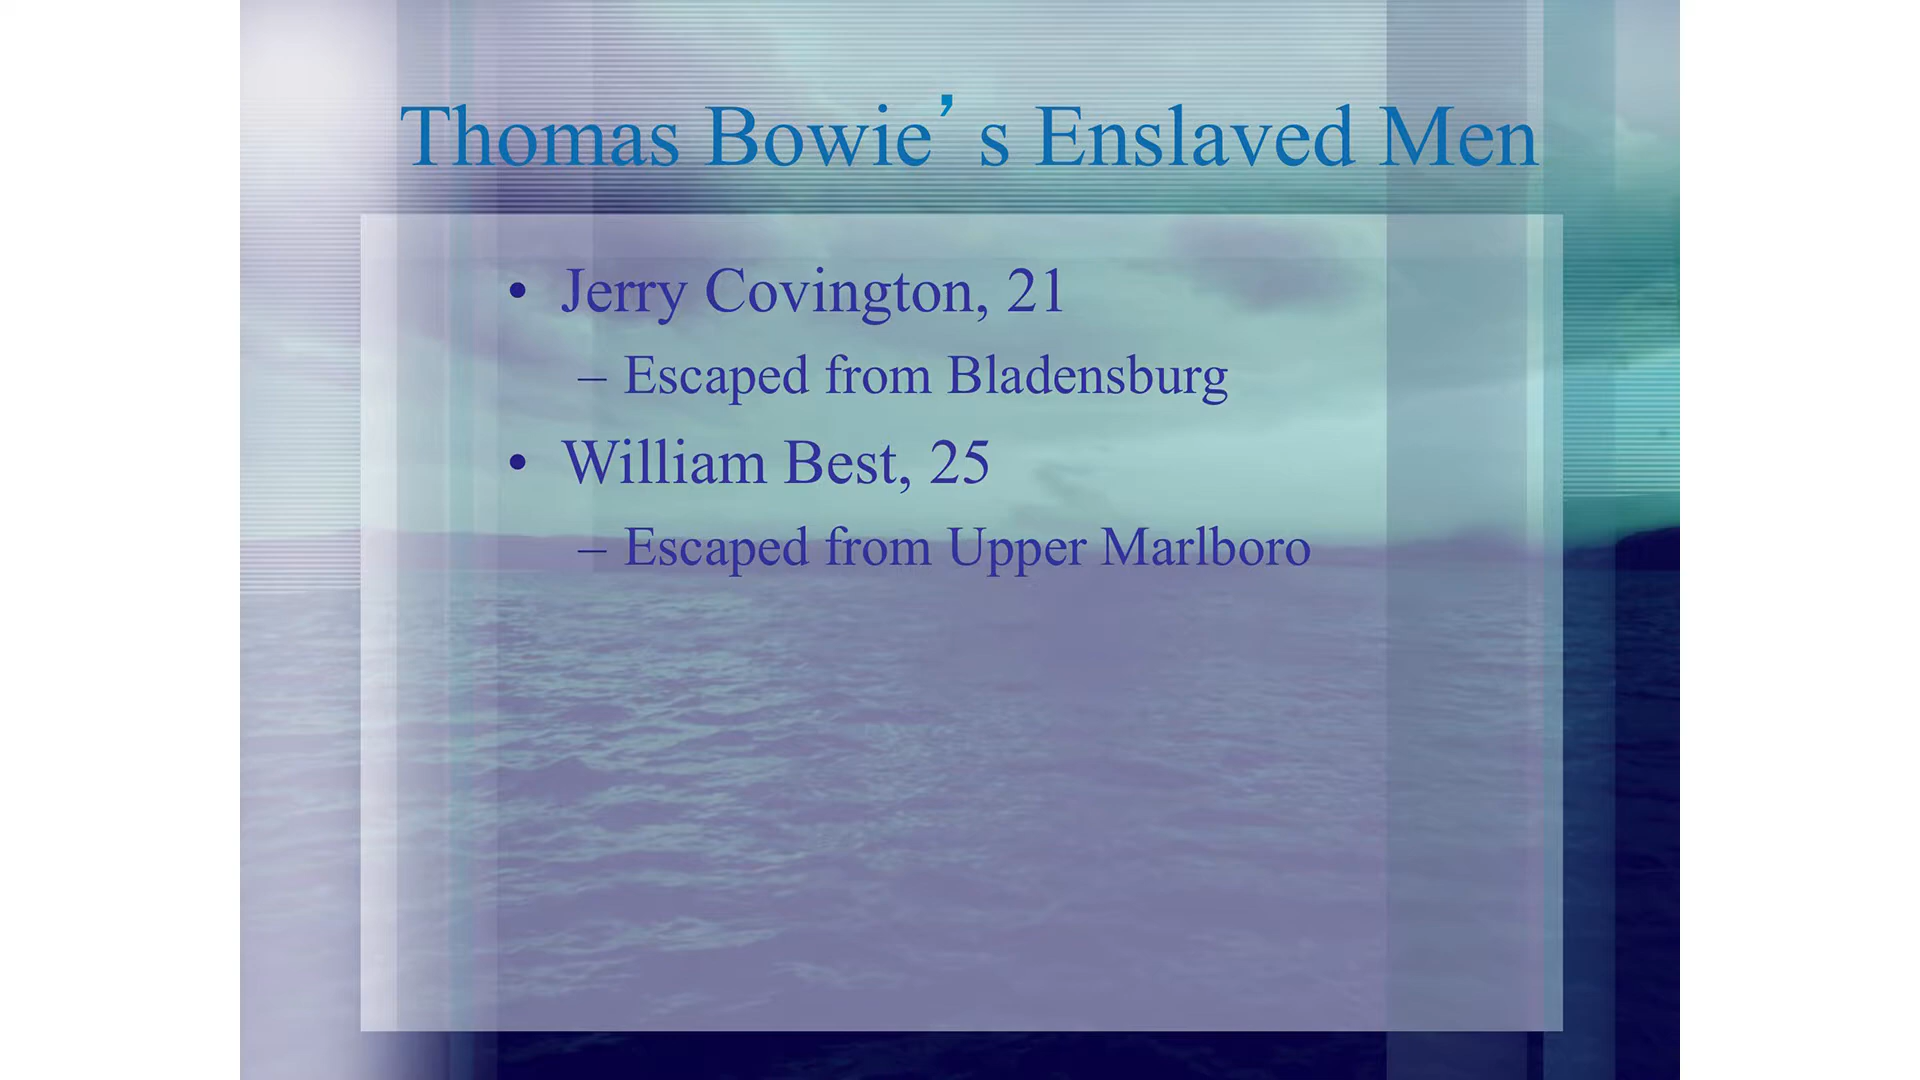 Thomas Bowie’s Enslaved Men
• Jerry Covington, 21
– Escaped from Bladensburg
• William Best, 25
– Escaped from Upper Marlboro